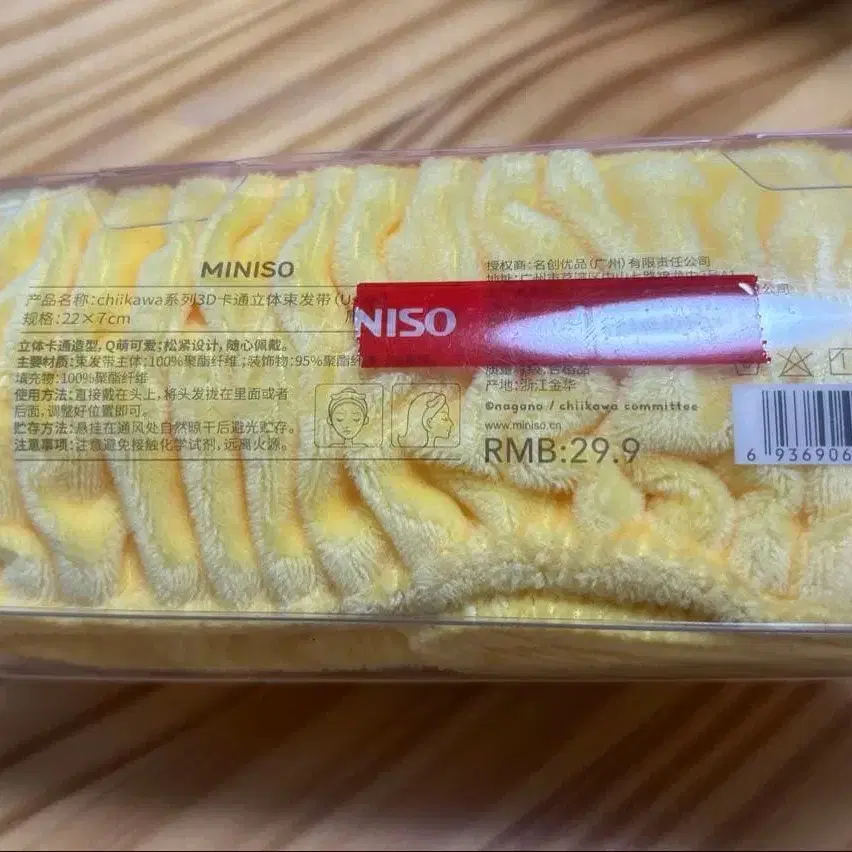 MINISO
产品名称:chiikawa系列3D卡通立体束发带(Us
规格:22×7cm
立体卡通造型,Q萌可爱;松紧设计,随心佩戴。
主要材质:束发带主体:100%聚酯纤维;装饰物:95%聚酯纤
填充物:100%聚酯纤维
使用方法:直接戴在头上,将头发拢在里面或者
后面,调整好位置即可。
贮存方法:悬挂在通风处自然晾干后避光贮存。
注意事项:注意避免接触化学试剂,远离火源。
授权商:名创优品(广州)有限责任公司
NISO
公司
产地:浙江金华
©nagano / chiikawa committee
www.miniso.cn
RMB:29.9
6 936906